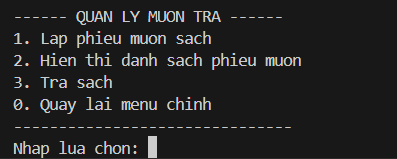 ------ QUAN LY MUON TRA ------
1. Lap phieu muon sach
2. Hien thi danh sach phieu muon
3. Tra sach
0. Quay lai menu chinh
------------------------------
Nhap lua chon: